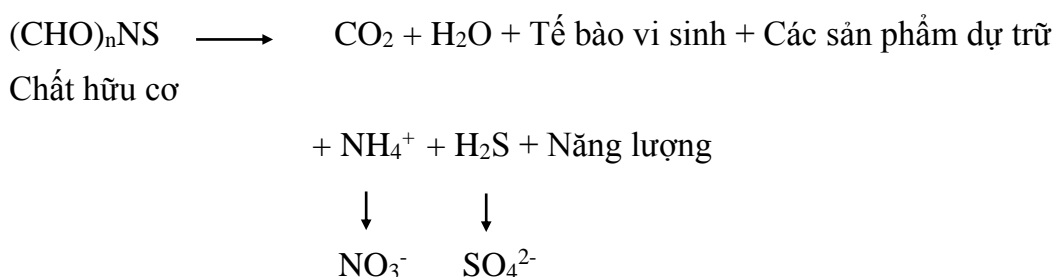 (CHO)ₙNS ⟶ CO₂ + H₂O + Tế bào vi sinh + Các sản phẩm dự trữ
Chất hữu cơ
+ NH₄⁺ + H₂S + Năng lượng
↓ ↓
NO₃⁻ SO₄²⁻